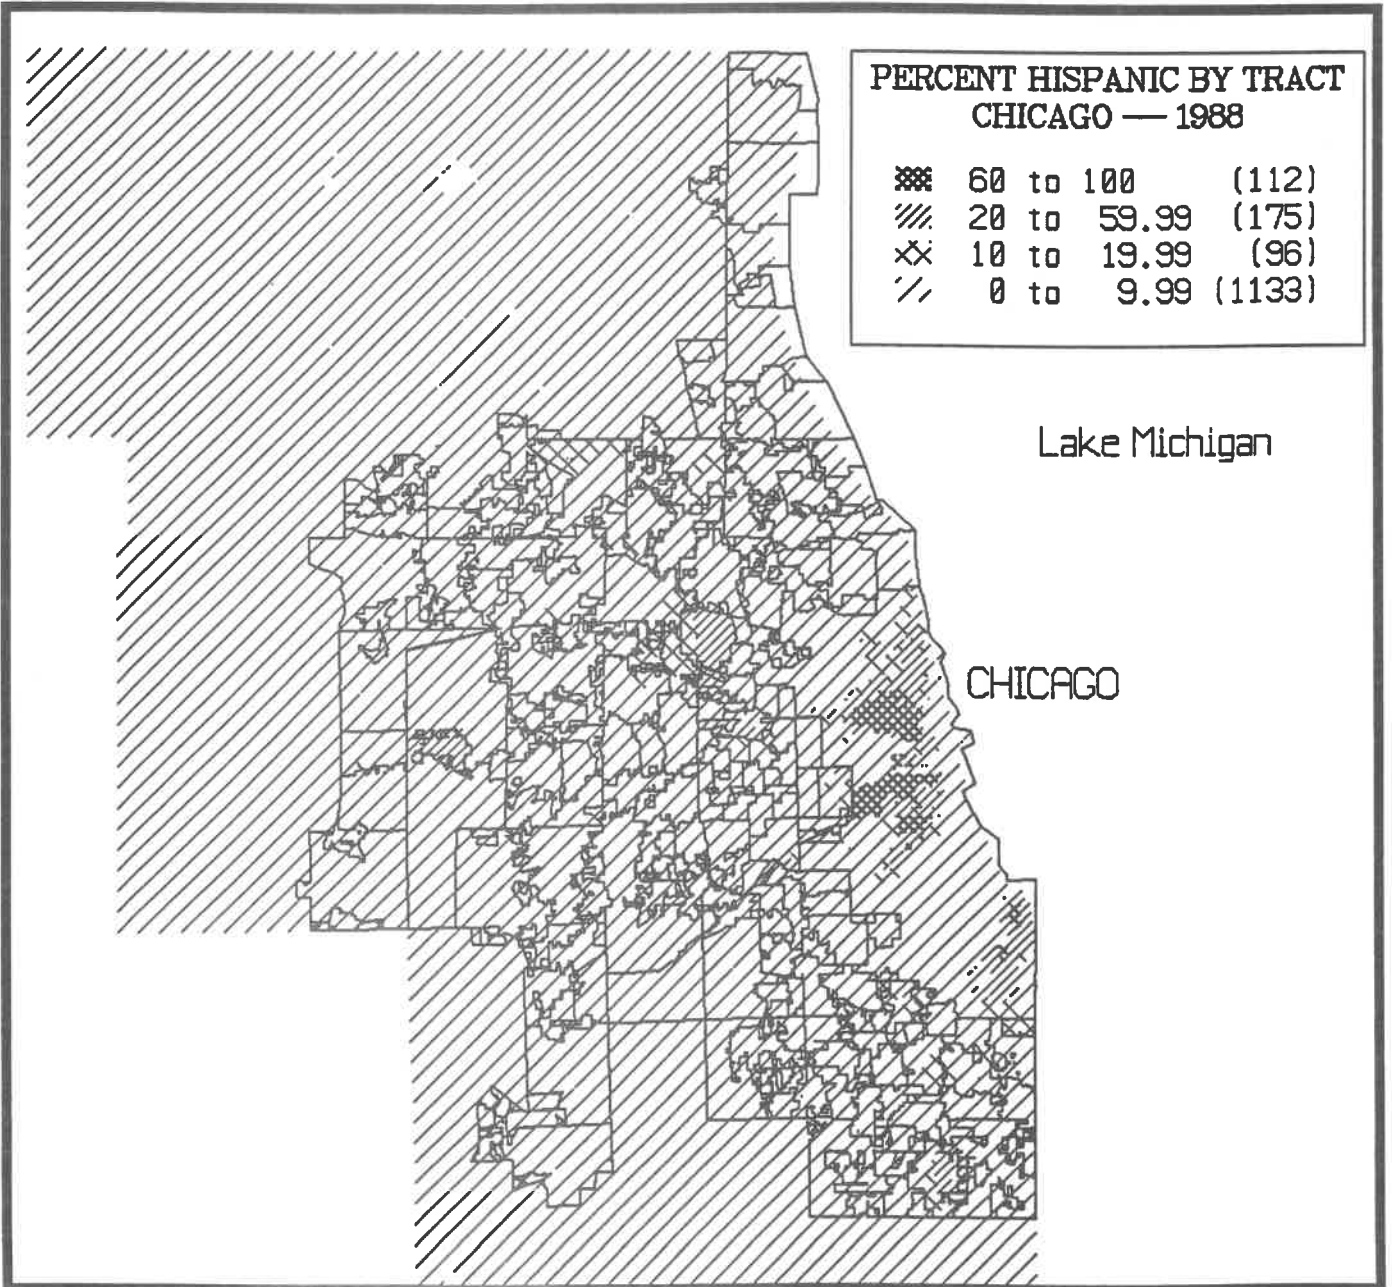 PERCENT HISPANIC BY TRACT
CHICAGO — 1988
60 to 100 (112)
20 to 59.99 (175)
10 to 19.99 (96)
0 to 9.99 (1133)
Lake Michigan
CHICAGO